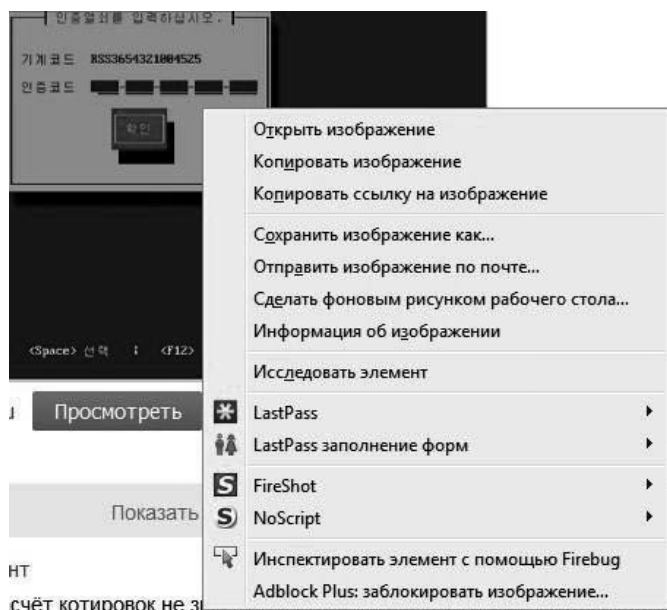 인증열쇠를 입력하십시오.
기계코드 RSS3654321004525
인증코드
확인
<Space> 선택 : <F12>
Открыть изображение
Копировать изображение
Копировать ссылку на изображение
Сохранить изображение как...
Отправить изображение по почте...
Сделать фоновым рисунком рабочего стола...
Информация об изображении
Исследовать элемент
Просмотреть
LastPass
LastPass заполнение форм
Показать
FireShot
NoScript
нт
Инспектировать элемент с помощью Firebug
Adblock Plus: заблокировать изображение...
счёт котировок не з